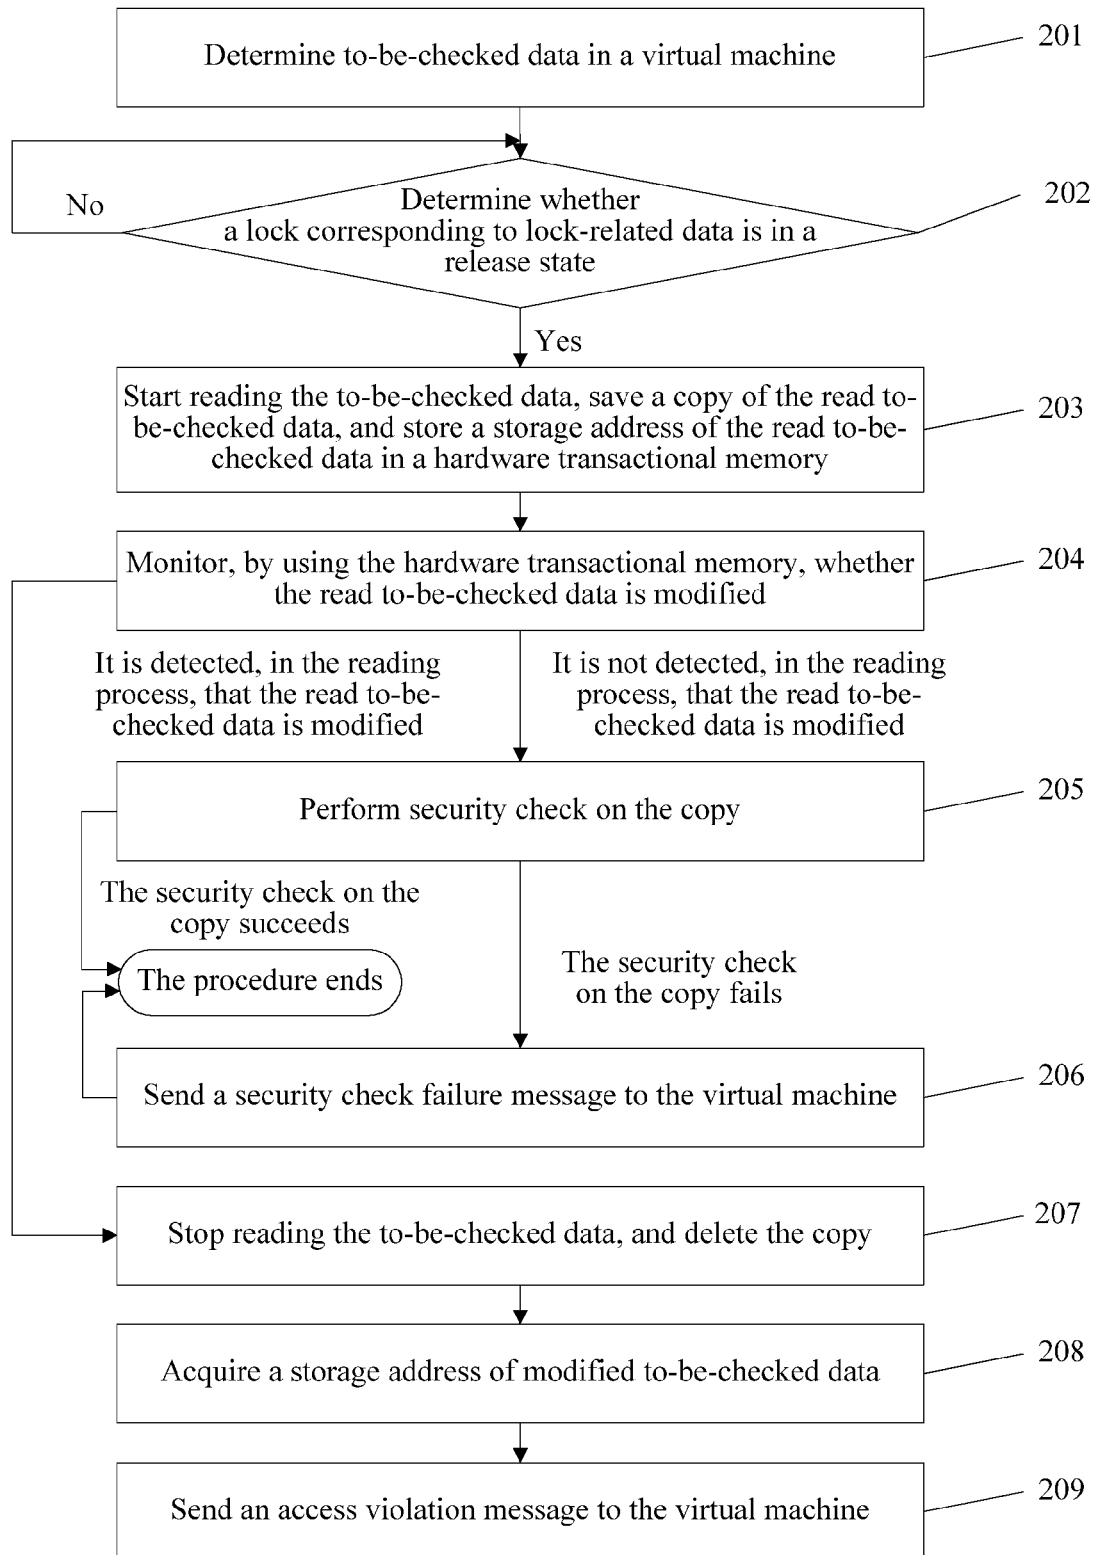 Determine to-be-checked data in a virtual machine
201
No
Determine whether
a lock corresponding to lock-related data is in a
release state
202
Yes
Start reading the to-be-checked data, save a copy of the read to-
be-checked data, and store a storage address of the read to-be-
checked data in a hardware transactional memory
203
Monitor, by using the hardware transactional memory, whether
the read to-be-checked data is modified
204
It is detected, in the reading
process, that the read to-be-
checked data is modified
It is not detected, in the reading
process, that the read to-be-
checked data is modified
Perform security check on the copy
205
The security check on the
copy succeeds
The procedure ends
The security check
on the copy fails
Send a security check failure message to the virtual machine
206
Stop reading the to-be-checked data, and delete the copy
207
Acquire a storage address of modified to-be-checked data
208
Send an access violation message to the virtual machine
209